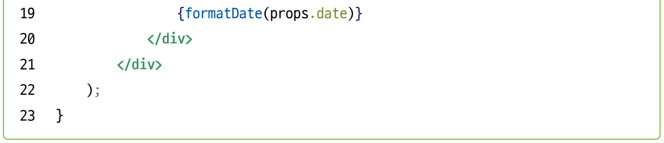 19                {formatDate(props.date)}
20            </div>
21        </div>
22    );
23 }